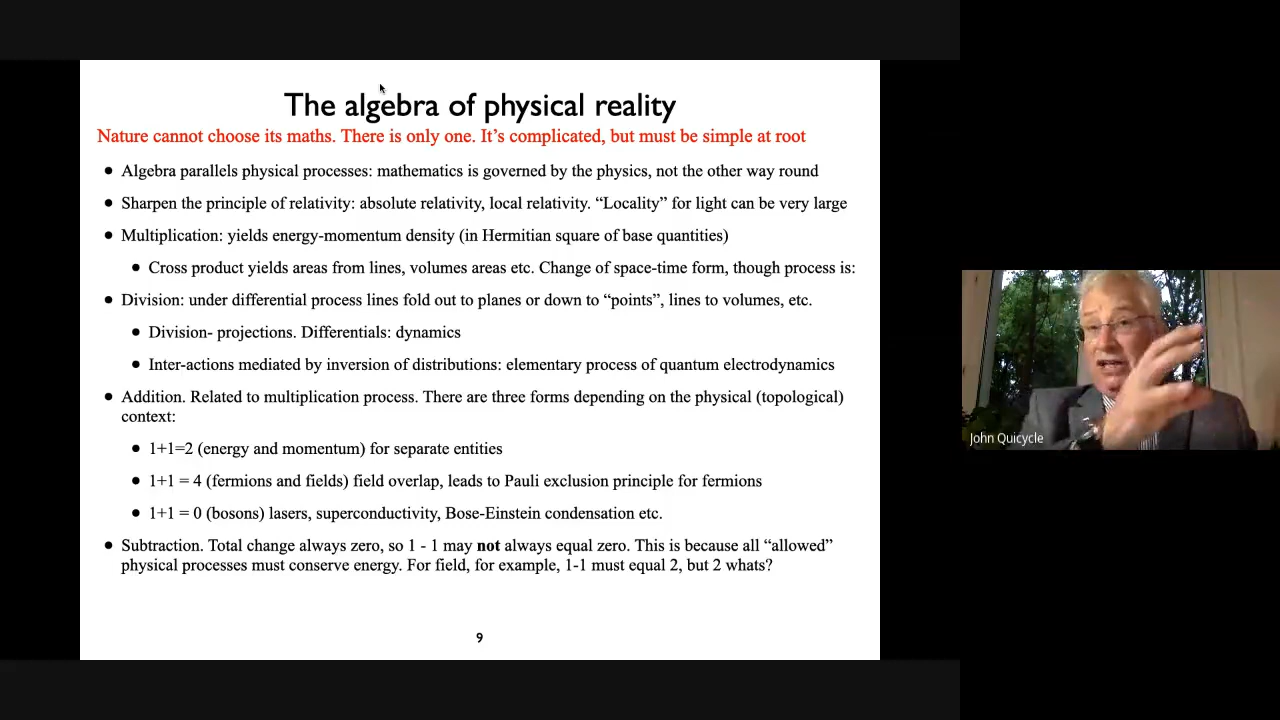 The algebra of physical reality
Nature cannot choose its maths. There is only one. It's complicated, but must be simple at root
• Algebra parallels physical processes: mathematics is governed by the physics, not the other way round
• Sharpen the principle of relativity: absolute relativity, local relativity. “Locality” for light can be very large
• Multiplication: yields energy-momentum density (in Hermitian square of base quantities)
• Cross product yields areas from lines, volumes areas etc. Change of space-time form, though process is:
• Division: under differential process lines fold out to planes or down to “points”, lines to volumes, etc.
• Division- projections. Differentials: dynamics
• Inter-actions mediated by inversion of distributions: elementary process of quantum electrodynamics
• Addition. Related to multiplication process. There are three forms depending on the physical (topological)
context:
• 1+1=2 (energy and momentum) for separate entities
• 1+1 = 4 (fermions and fields) field overlap, leads to Pauli exclusion principle for fermions
• 1+1 = 0 (bosons) lasers, superconductivity, Bose-Einstein condensation etc.
• Subtraction. Total change always zero, so 1 - 1 may not always equal zero. This is because all “allowed”
physical processes must conserve energy. For field, for example, 1-1 must equal 2, but 2 whats?
9
John Quicycle